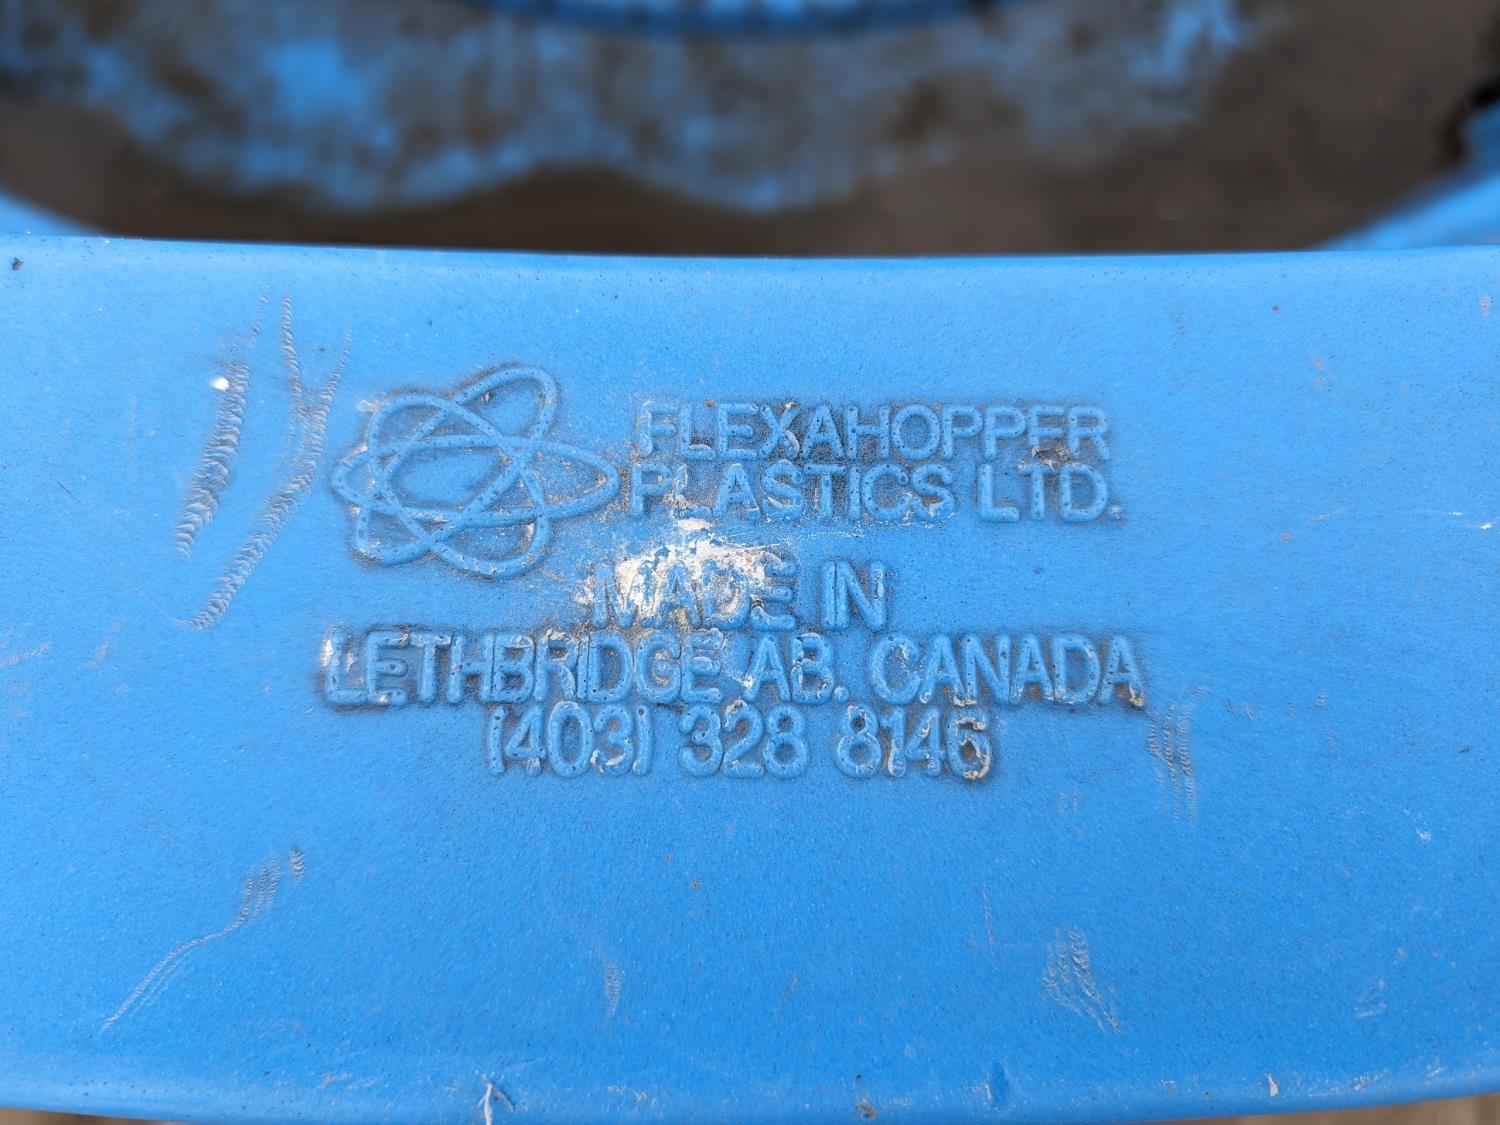 FLEXAHOPPER
PLASTICS LTD.
MADE IN
LETHBRIDGE AB. CANADA
(403) 328 8146